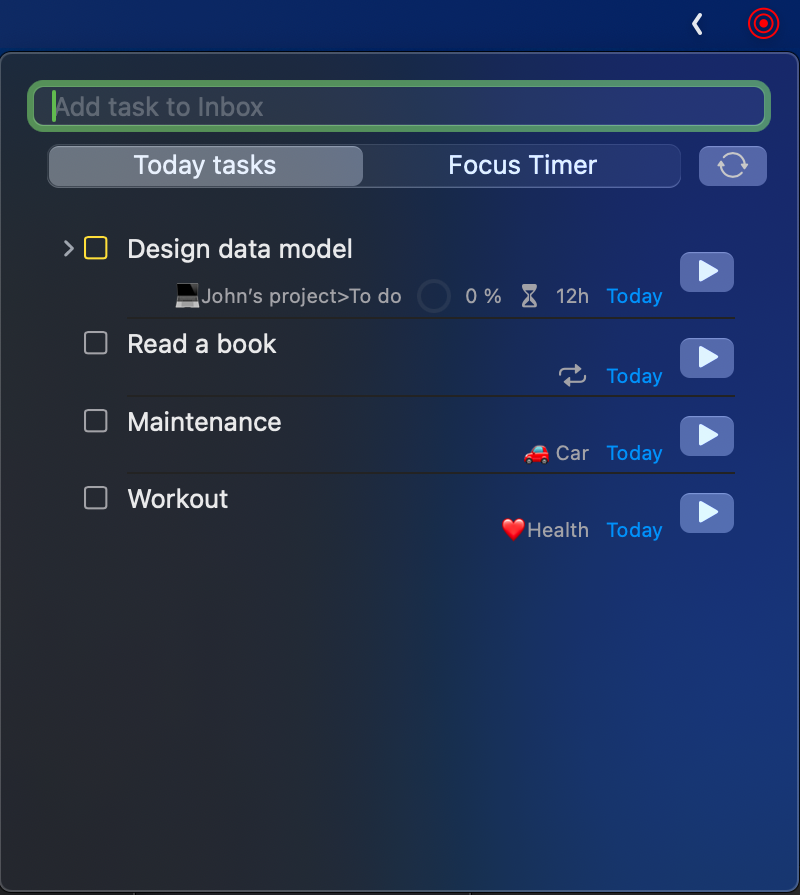 Add task to Inbox
Today tasks Focus Timer
Design data model
John’s project>To do 0 % 12h Today
Read a book
Today
Maintenance
Car Today
Workout
Health Today